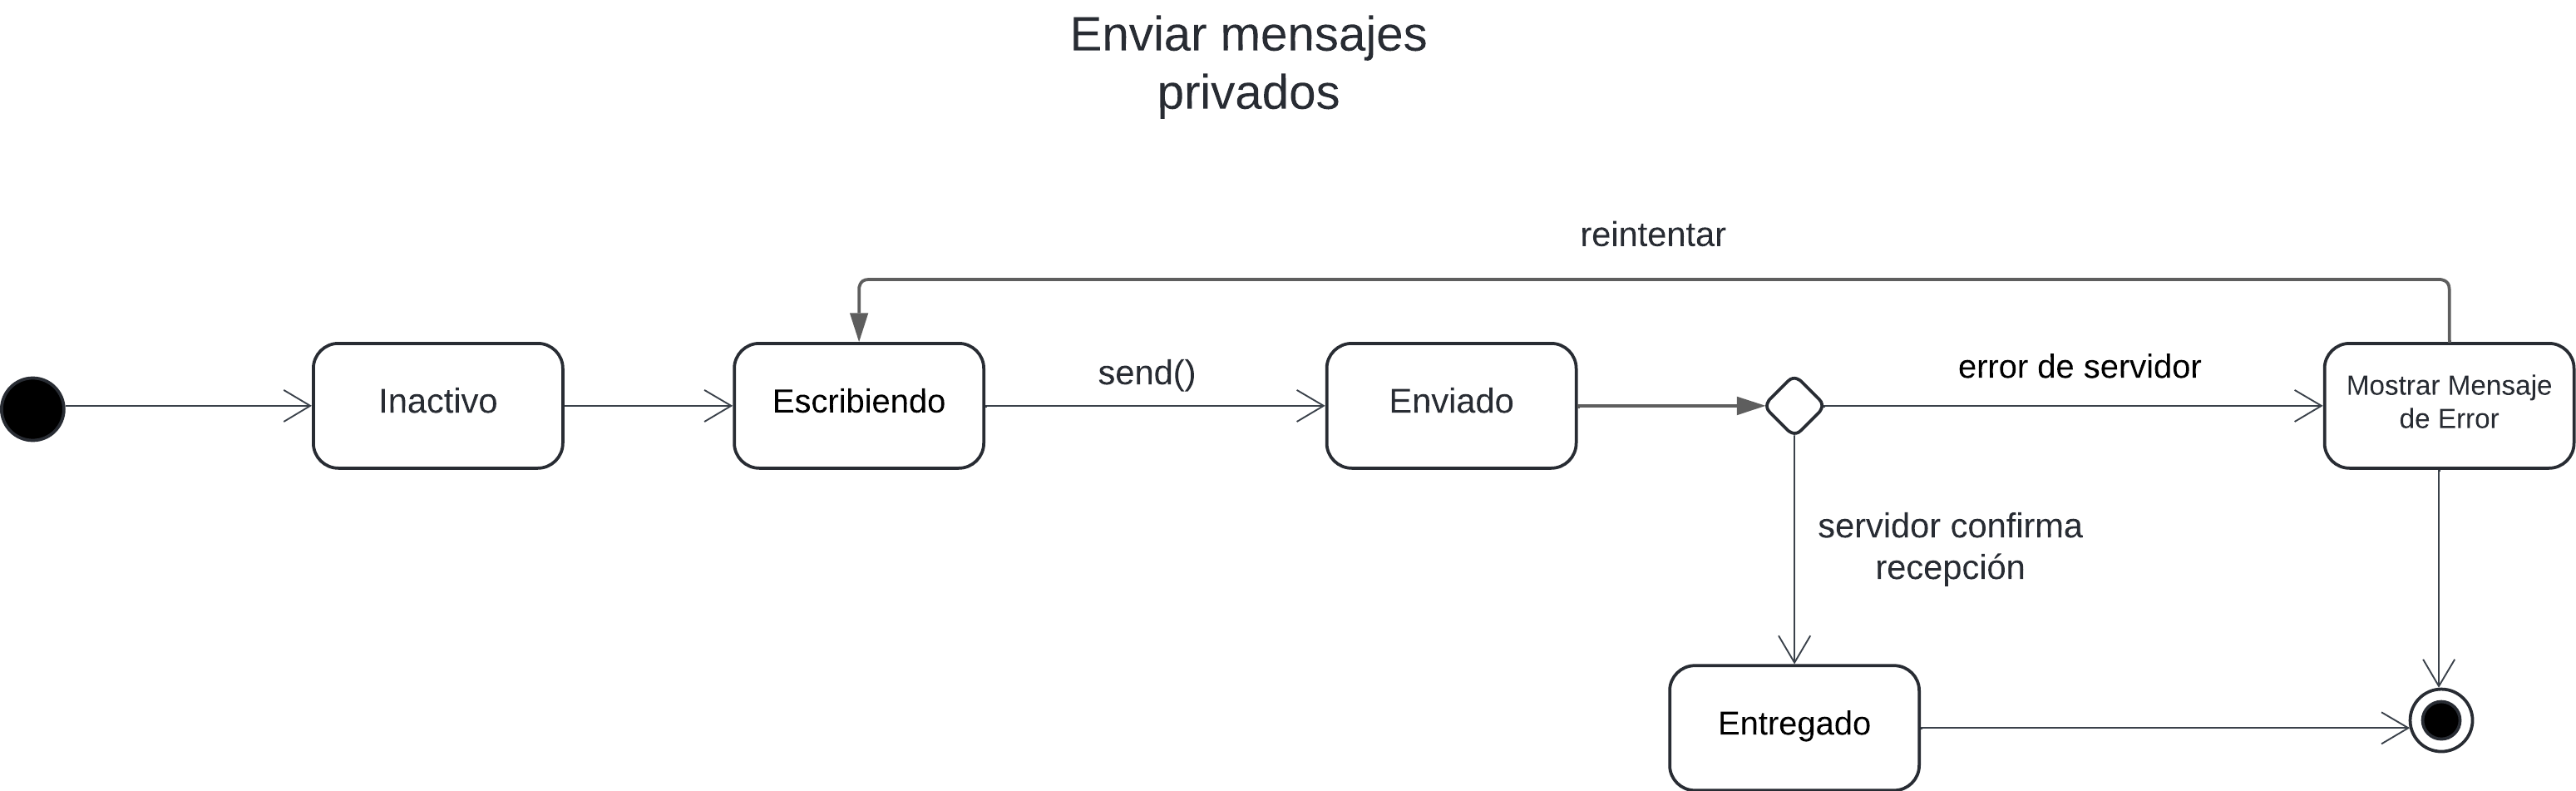 Enviar mensajes
privados
reintentar
Inactivo
Escribiendo
send()
Enviado
error de servidor
Mostrar Mensaje
de Error
servidor confirma
recepción
Entregado